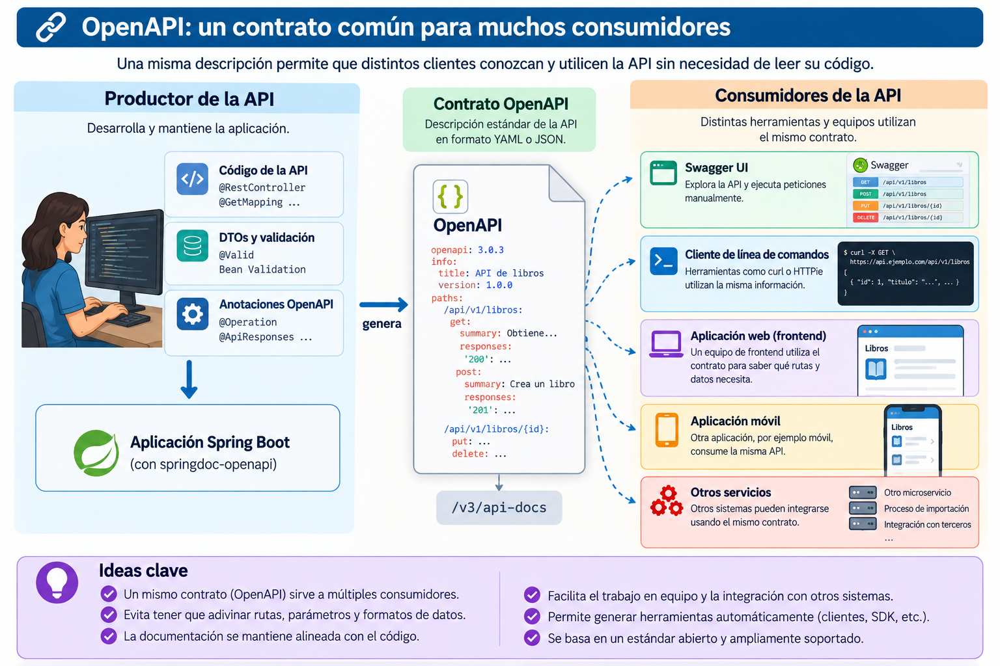 OpenAPI: un contrato común para muchos consumidores
Una misma descripción permite que distintos clientes conozcan y utilicen la API sin necesidad de leer su código.
Productor de la API
Desarrolla y mantiene la aplicación.
</>
Código de la API
@RestController
@GetMapping ...
DTOs y validación
@Valid
Bean Validation
Anotaciones OpenAPI
@Operation
@ApiResponses ...
Aplicación Spring Boot
(con springdoc-openapi)
genera
Contrato OpenAPI
Descripción estándar de la API
en formato YAML o JSON.
{}
OpenAPI
openapi: 3.0.3
info:
title: API de libros
version: 1.0.0
paths:
/api/v1/libros:
get:
summary: Obtiene...
responses:
'200': ...
post:
summary: Crea un libro
responses:
'201': ...
/api/v1/libros/{id}:
put: ...
delete: ...
/v3/api-docs
Consumidores de la API
Distintas herramientas y equipos utilizan
el mismo contrato.
Swagger UI
Explora la API y ejecuta peticiones
manualmente.
Swagger
GET /api/v1/libros
POST /api/v1/libros
PUT /api/v1/libros/{id}
DELETE /api/v1/libros/{id}
Cliente de línea de comandos
Herramientas como curl o HTTPie
utilizan la misma información.
$ curl -X GET \
https://api.ejemplo.com/api/v1/libros
[
{ "id": 1, "titulo": "...", ... }
]
Aplicación web (frontend)
Un equipo de frontend utiliza el
contrato para saber qué rutas y
datos necesita.
Libros
Aplicación móvil
Otra aplicación, por ejemplo móvil,
consume la misma API.
Libros
Otros servicios
Otros sistemas pueden integrarse
usando el mismo contrato.
Otro microservicio
Proceso de importación
Integración con terceros
...
Ideas clave
Un mismo contrato (OpenAPI) sirve a múltiples consumidores.
Evita tener que adivinar rutas, parámetros y formatos de datos.
La documentación se mantiene alineada con el código.
Facilita el trabajo en equipo y la integración con otros sistemas.
Permite generar herramientas automáticamente (clientes, SDK, etc.).
Se basa en un estándar abierto y ampliamente soportado.